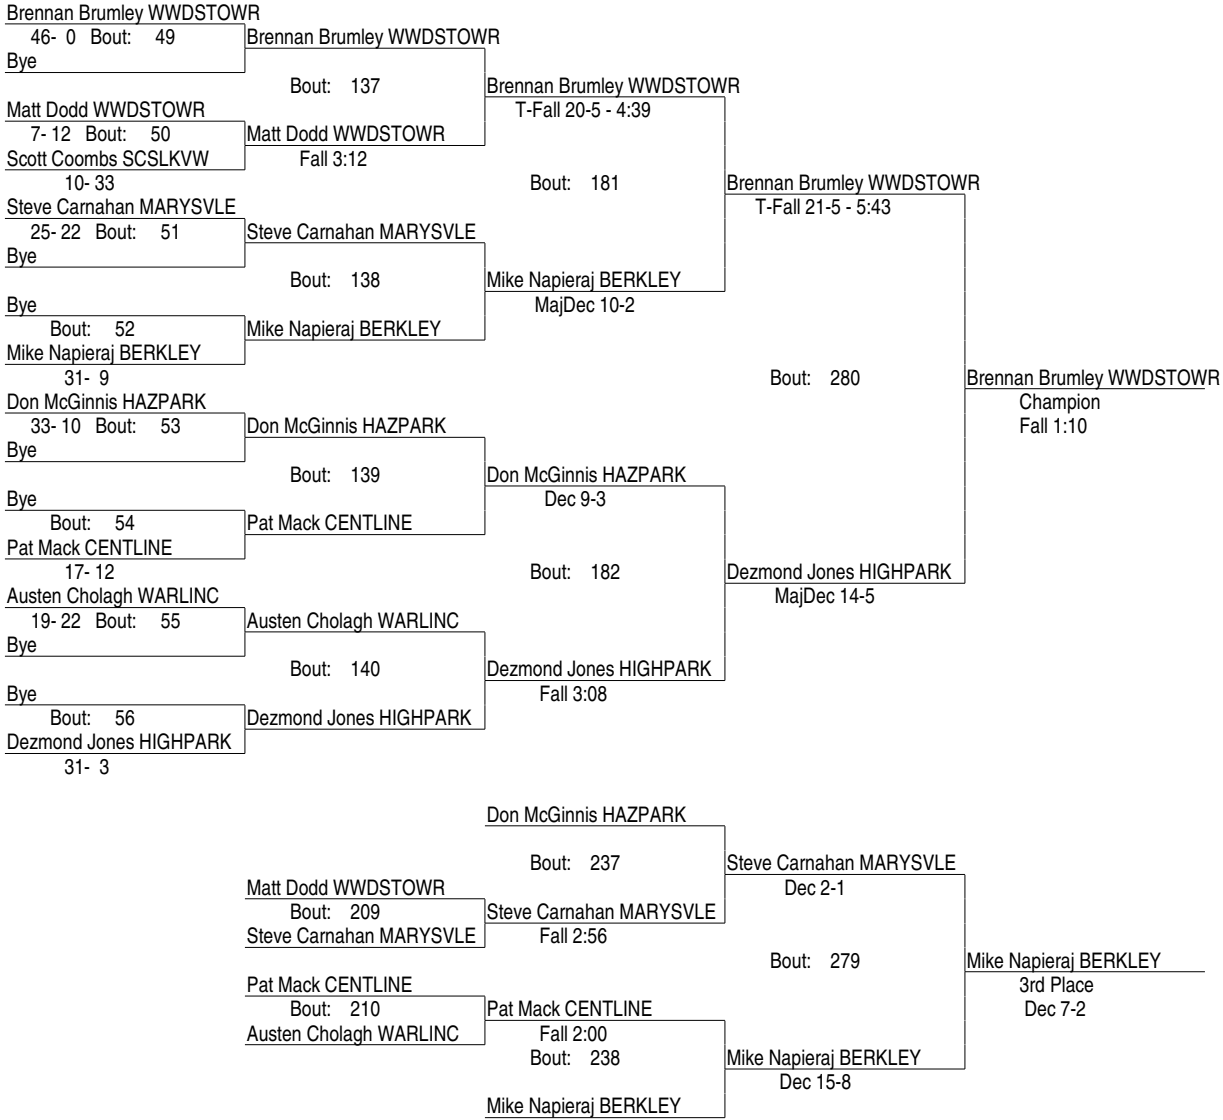 Brennan Brumley WWDSTOWR
46- 0 Bout: 49
Brennan Brumley WWDSTOWR
Bye
Bout: 137
Brennan Brumley WWDSTOWR
Matt Dodd WWDSTOWR
T-Fall 20-5 - 4:39
7- 12 Bout: 50
Matt Dodd WWDSTOWR
Scott Coombs SCSLKVW
Fall 3:12
10- 33
Bout: 181
Brennan Brumley WWDSTOWR
Steve Carnahan MARYSVLE
T-Fall 21-5 - 5:43
25- 22 Bout: 51
Steve Carnahan MARYSVLE
Bye
Bout: 138
Mike Napieraj BERKLEY
Bye
MajDec 10-2
Bout: 52
Mike Napieraj BERKLEY
Mike Napieraj BERKLEY
31- 9
Bout: 280
Brennan Brumley WWDSTOWR
Don McGinnis HAZPARK
Champion
33- 10 Bout: 53
Don McGinnis HAZPARK
Fall 1:10
Bye
Bout: 139
Don McGinnis HAZPARK
Bye
Dec 9-3
Bout: 54
Pat Mack CENTLINE
Pat Mack CENTLINE
17- 12
Bout: 182
Dezmond Jones HIGHPARK
Austen Cholagh WARLINC
MajDec 14-5
19- 22 Bout: 55
Austen Cholagh WARLINC
Bye
Bout: 140
Dezmond Jones HIGHPARK
Bye
Fall 3:08
Bout: 56
Dezmond Jones HIGHPARK
Dezmond Jones HIGHPARK
31- 3
Don McGinnis HAZPARK
Bout: 237
Steve Carnahan MARYSVLE
Matt Dodd WWDSTOWR
Dec 2-1
Bout: 209
Steve Carnahan MARYSVLE
Steve Carnahan MARYSVLE
Fall 2:56
Bout: 279
Mike Napieraj BERKLEY
Pat Mack CENTLINE
3rd Place
Bout: 210
Pat Mack CENTLINE
Dec 7-2
Austen Cholagh WARLINC
Fall 2:00
Bout: 238
Mike Napieraj BERKLEY
Dec 15-8
Mike Napieraj BERKLEY